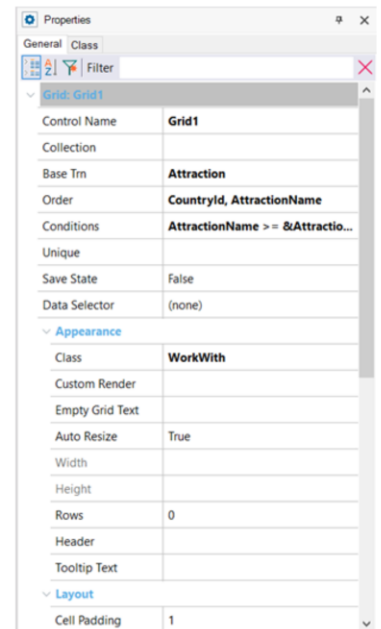 Properties
General Class
Filter
Grid: Grid1
Control Name Grid1
Collection
Base Trn Attraction
Order CountryId, AttractionName
Conditions AttractionName >= &Attractio...
Unique
Save State False
Data Selector (none)
Appearance
Class WorkWith
Custom Render
Empty Grid Text
Auto Resize True
Width
Height
Rows 0
Header
Tooltip Text
Layout
Cell Padding 1